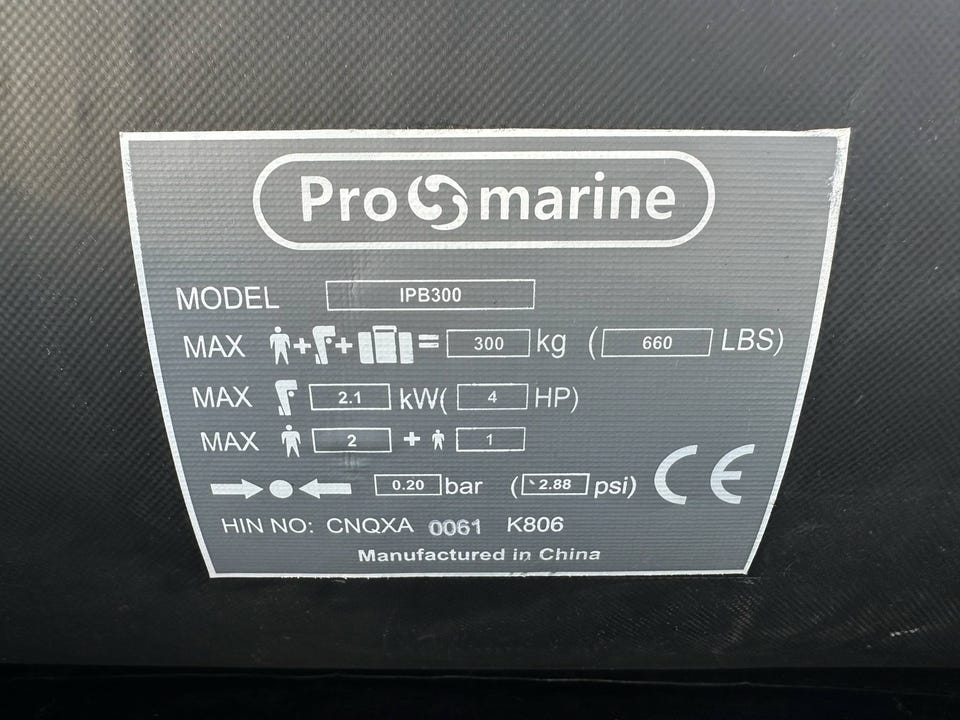 Pro marine
MODEL IPB300
MAX + + = 300 kg (660 LBS)
MAX 2.1 kW( 4 HP)
MAX 2 + 1
0.20 bar (2.88 psi)
CE
HIN NO: CNQXA 0061 K806
Manufactured in China